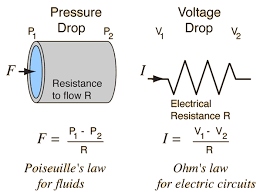 Pressure
Drop
P1 P2
F
Resistance
to flow R
F = P1 - P2
R
Poiseuille's law
for fluids
Voltage
Drop
V1 V2
I
Electrical
Resistance R
I = V1 - V2
R
Ohm's law
for electric circuits